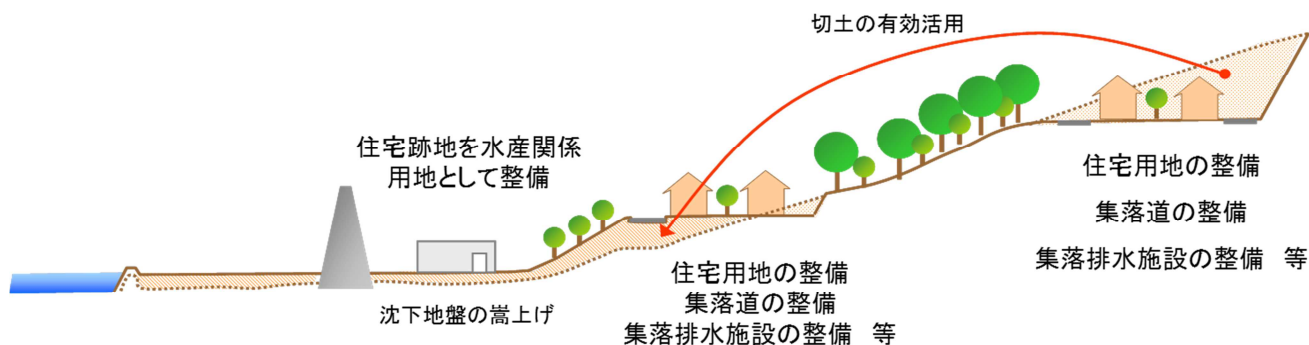 切土の有効活用
住宅跡地を水産関係
用地として整備
沈下地盤の嵩上げ
住宅用地の整備
集落道の整備
集落排水施設の整備 等
住宅用地の整備
集落道の整備
集落排水施設の整備 等